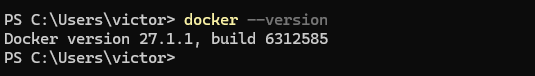 PS C:\Users\victor> docker --version
Docker version 27.1.1, build 6312585
PS C:\Users\victor>